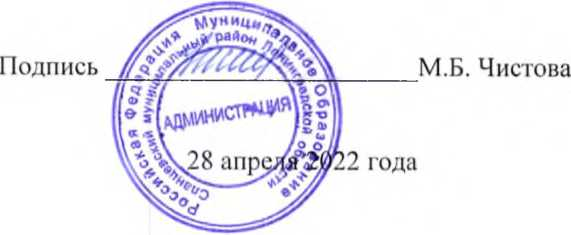 Подпись М.Б. Чистова
Российская Федерация Муниципальное Образование
Сланцевский муниципальный район Ленинградской области
АДМИНИСТРАЦИЯ
28 апреля 2022 года